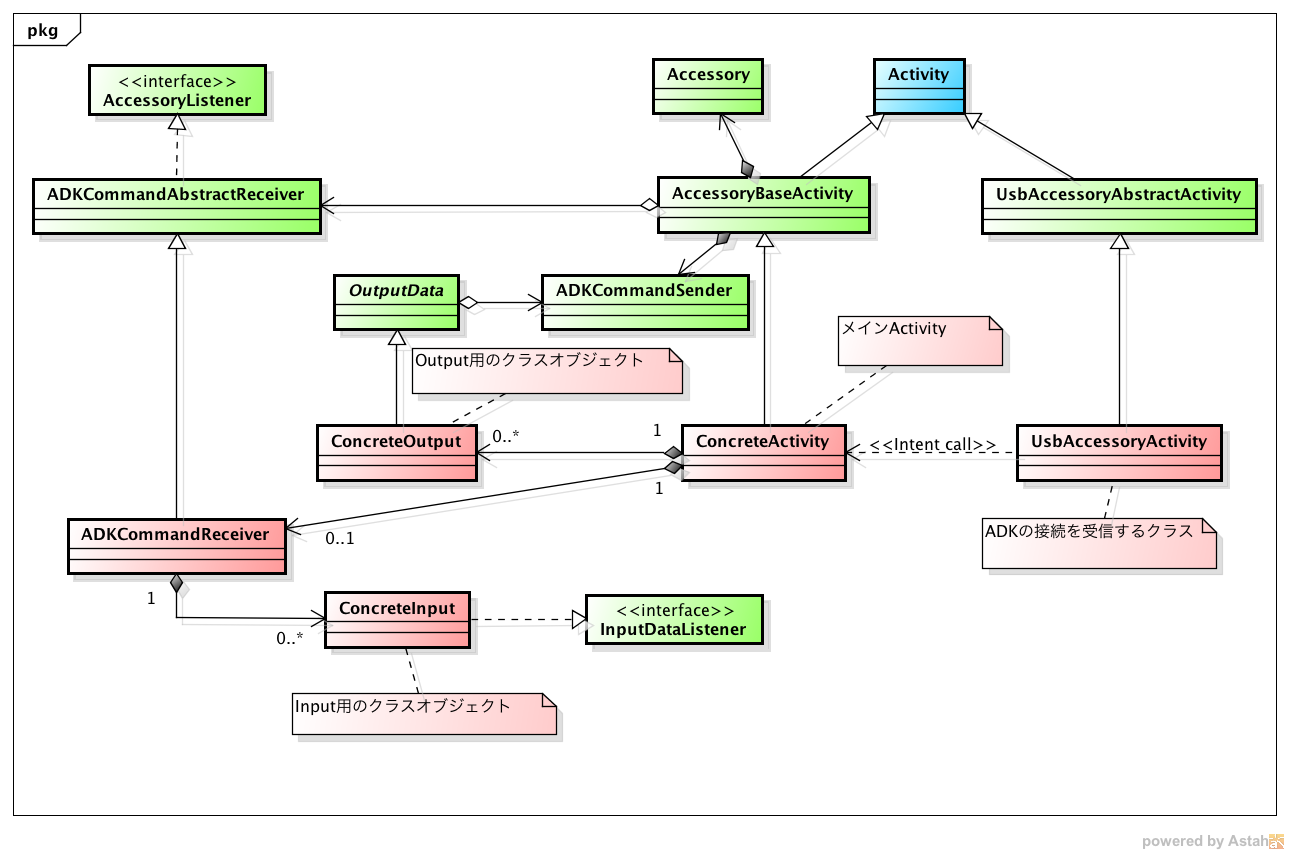 pkg
<<interface>>
AccessoryListener
Accessory
Activity
ADKCommandAbstractReceiver
AccessoryBaseActivity
UsbAccessoryAbstractActivity
OutputData
ADKCommandSender
メインActivity
Output用のクラスオブジェクト
ConcreteOutput
0..*
1
ConcreteActivity
<<Intent call>>
UsbAccessoryActivity
1
0..1
ADKCommandReceiver
ADKの接続を受信するクラス
1
0..*
ConcreteInput
<<interface>>
InputDataListener
Input用のクラスオブジェクト
powered by Astah